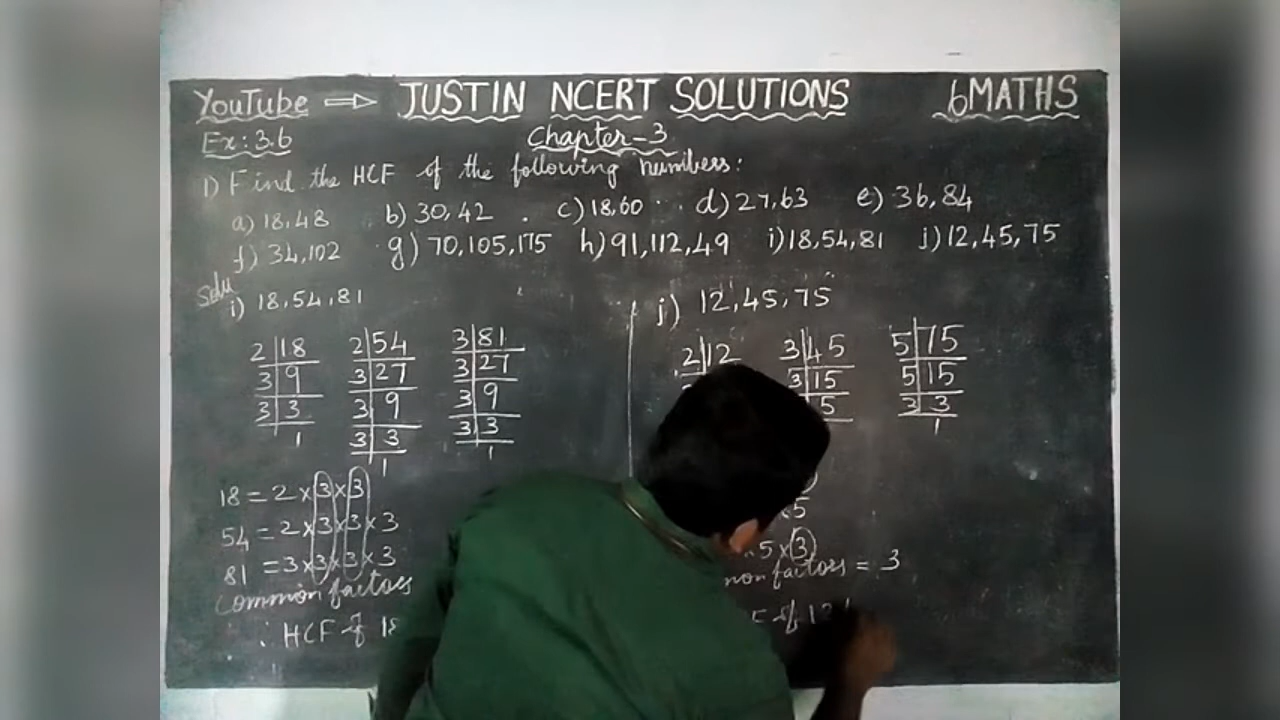 YouTube ⇒ JUSTIN NCERT SOLUTIONS 6 MATHS
Ex: 3.6 Chapter-3
1) Find the HCF of the following numbers:
a) 18,48 b) 30,42 c) 18,60 d) 27,63 e) 36,84
f) 34,102 g) 70,105,175 h) 91,112,49 i) 18,54,81 j) 12,45,75
Solu
i) 18,54,81
2|18 2|54 3|81
3|9 3|27 3|27
3|3 3|9 3|9
1 3|3 3|3
1 1
18 = 2×3×3
54 = 2×3×3×3
81 = 3×3×3×3
Common factors
∴ HCF of 18
j) 12,45,75
2|12 3|45 5|75
3|15 5|15
5 3|3
1
×5
5×3
factors = 3
of 12